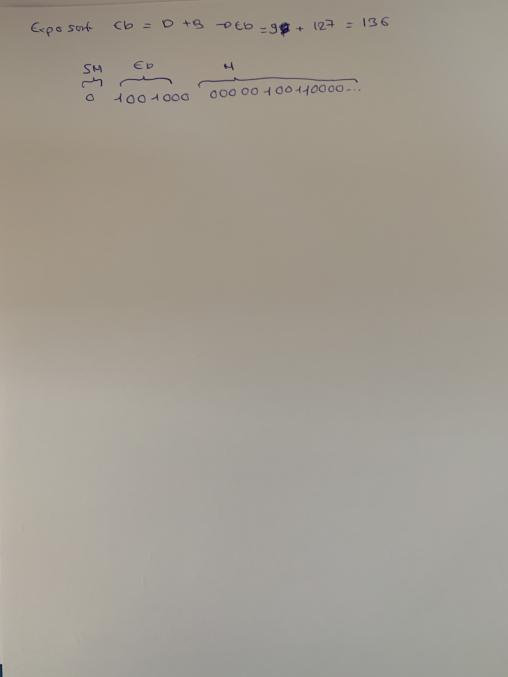 Exposant Eb = D + B → Eb = 9 + 127 = 136
SM Eb M
0 1001000 00000100110000...